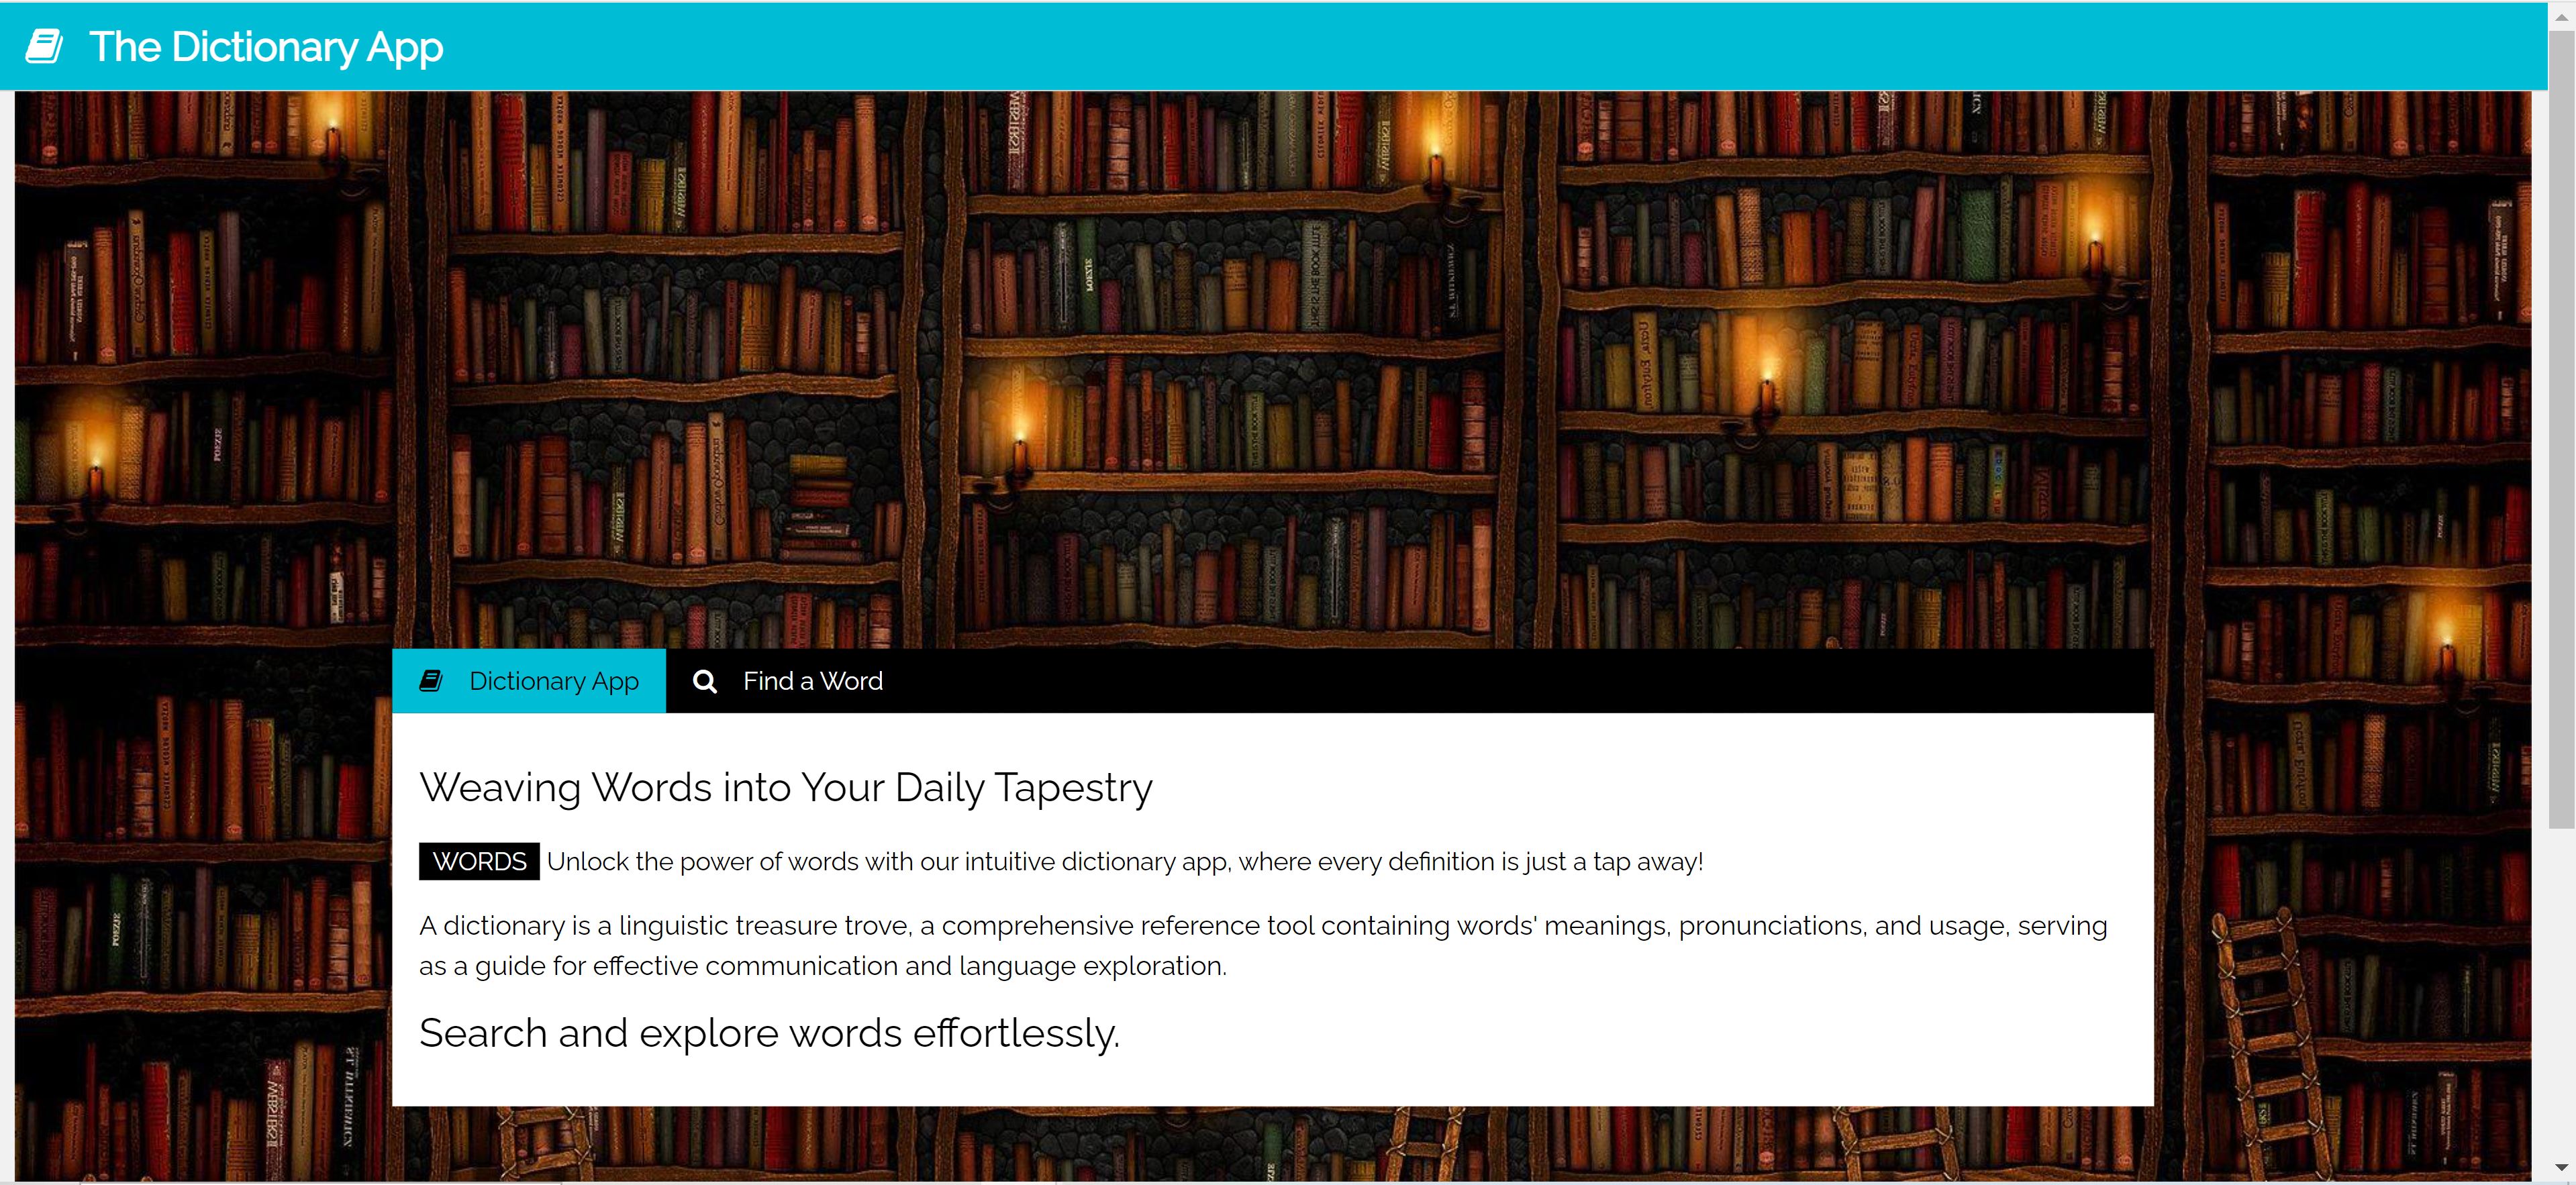 The Dictionary App
Dictionary App
Find a Word
Weaving Words into Your Daily Tapestry
WORDS Unlock the power of words with our intuitive dictionary app, where every definition is just a tap away!
A dictionary is a linguistic treasure trove, a comprehensive reference tool containing words' meanings, pronunciations, and usage, serving
as a guide for effective communication and language exploration.
Search and explore words effortlessly.